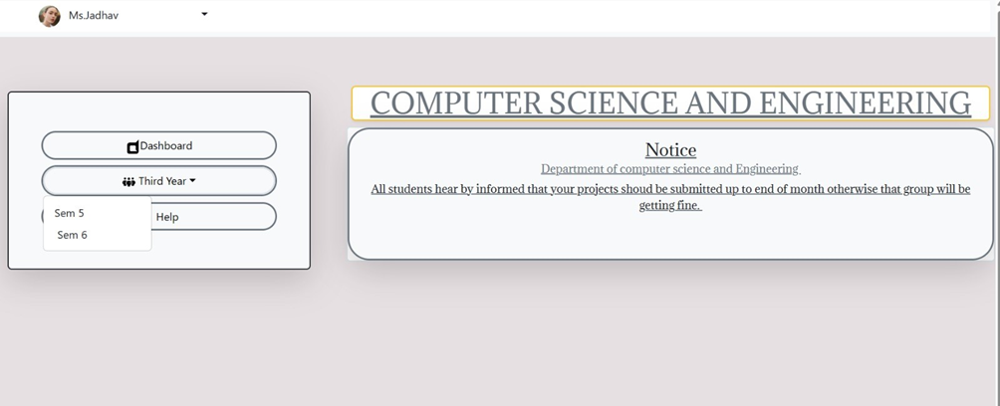 Ms.Jadhav
Dashboard
Third Year
Sem 5
Help
Sem 6
COMPUTER SCIENCE AND ENGINEERING
Notice
Department of computer science and Engineering
All students hear by informed that your projects shoud be submitted up to end of month otherwise that group will be
getting fine.